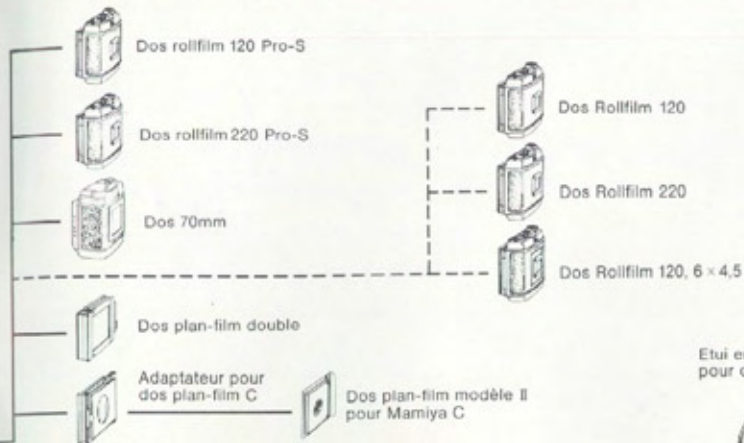 Dos rollfilm 120 Pro-S
Dos rollfilm 220 Pro-S
Dos 70mm
Dos Rollfilm 120
Dos Rollfilm 220
Dos Rollfilm 120, 6 × 4,5
Dos plan-film double
Adaptateur pour
dos plan-film C
Dos plan-film modèle II
pour Mamiya C
Etui
pour